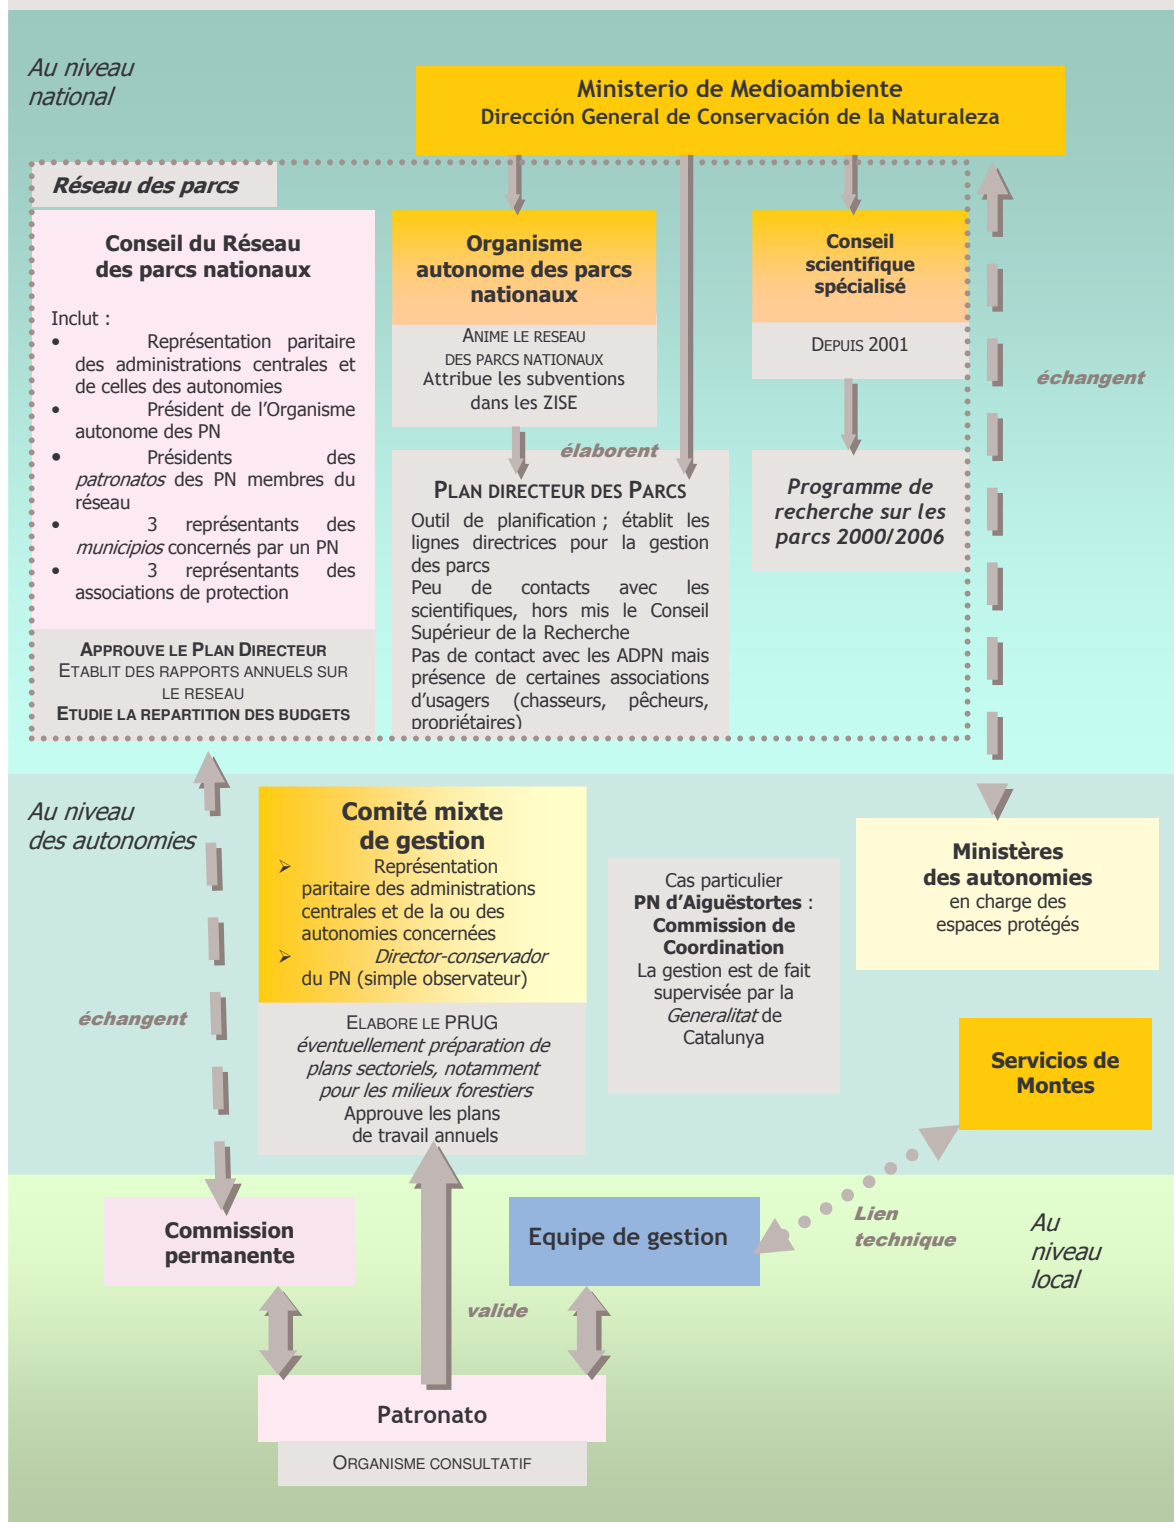 Au niveau
national
Ministerio de Medioambiente
Dirección General de Conservación de la Naturaleza
Réseau des parcs
Conseil du Réseau
des parcs nationaux
Inclut :
• Représentation paritaire
des administrations centrales et
de celles des autonomies
• Président de l'Organisme
autonome des PN
• Présidents des
patronatos des PN membres du
réseau
• 3 représentants des
municipios concernés par un PN
• 3 représentants des
associations de protection
APPROUVE LE PLAN DIRECTEUR
ETABLIT DES RAPPORTS ANNUELS SUR
LE RESEAU
ETUDIE LA REPARTITION DES BUDGETS
Organisme
autonome des parcs
nationaux
ANIME LE RESEAU
DES PARCS NATIONAUX
Attribue les subventions
dans les ZISE
élaborent
PLAN DIRECTEUR DES PARCS
Outil de planification ; établit les
lignes directrices pour la gestion
des parcs
Peu de contacts avec les
scientifiques, hors mis le Conseil
Supérieur de la Recherche
Pas de contact avec les ADPN mais
présence de certaines associations
d'usagers (chasseurs, pêcheurs,
propriétaires)
Conseil
scientifique
spécialisé
DEPUIS 2001
Programme de
recherche sur les
parcs 2000/2006
échangent
Au niveau
des autonomies
échangent
Comité mixte
de gestion
➢ Représentation
paritaire des administrations
centrales et de la ou des
autonomies concernées
➢ Director-conservador
du PN (simple observateur)
ELABORE LE PRUG
éventuellement préparation de
plans sectoriels, notamment
pour les milieux forestiers
Approuve les plans
de travail annuels
Cas particulier
PN d'Aiguëstortes :
Commission de
Coordination
La gestion est de fait
supervisée par la
Generalitat de
Catalunya
Ministères
des autonomies
en charge des
espaces protégés
Servicios de
Montes
Commission
permanente
Equipe de gestion
Lien
technique
Au
niveau
local
valide
Patronato
ORGANISME CONSULTATIF